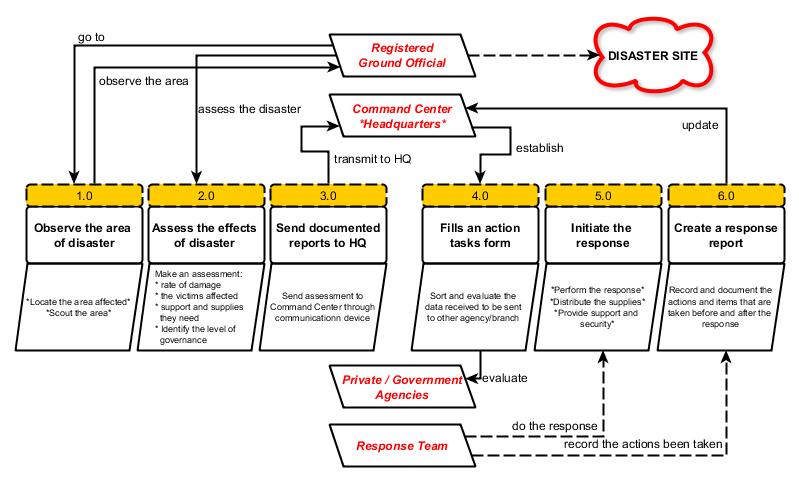 go to
Registered
Ground Official
DISASTER SITE
observe the area
assess the disaster
Command Center
*Headquarters*
update
transmit to HQ
establish
1.0
2.0
3.0
4.0
5.0
6.0
Observe the area
of disaster
Assess the effects
of disaster
Send documented
reports to HQ
Fills an action
tasks form
Initiate the
response
Create a response
report
*Locate the area affected*
*Scout the area*
Make an assessment:
* rate of damage
* the victims affected
* support and supplies
they need
* Identify the level of
governance
Send assessment to
Command Center through
communicationn device
Sort and evaluate the
data received to be sent
to other agency/branch
*Perform the response*
*Distribute the supplies*
*Provide support and
security*
Record and document the
actions and items that are
taken before and after the
response
Private / Government
Agencies
evaluate
do the response
Response Team
record the actions been taken